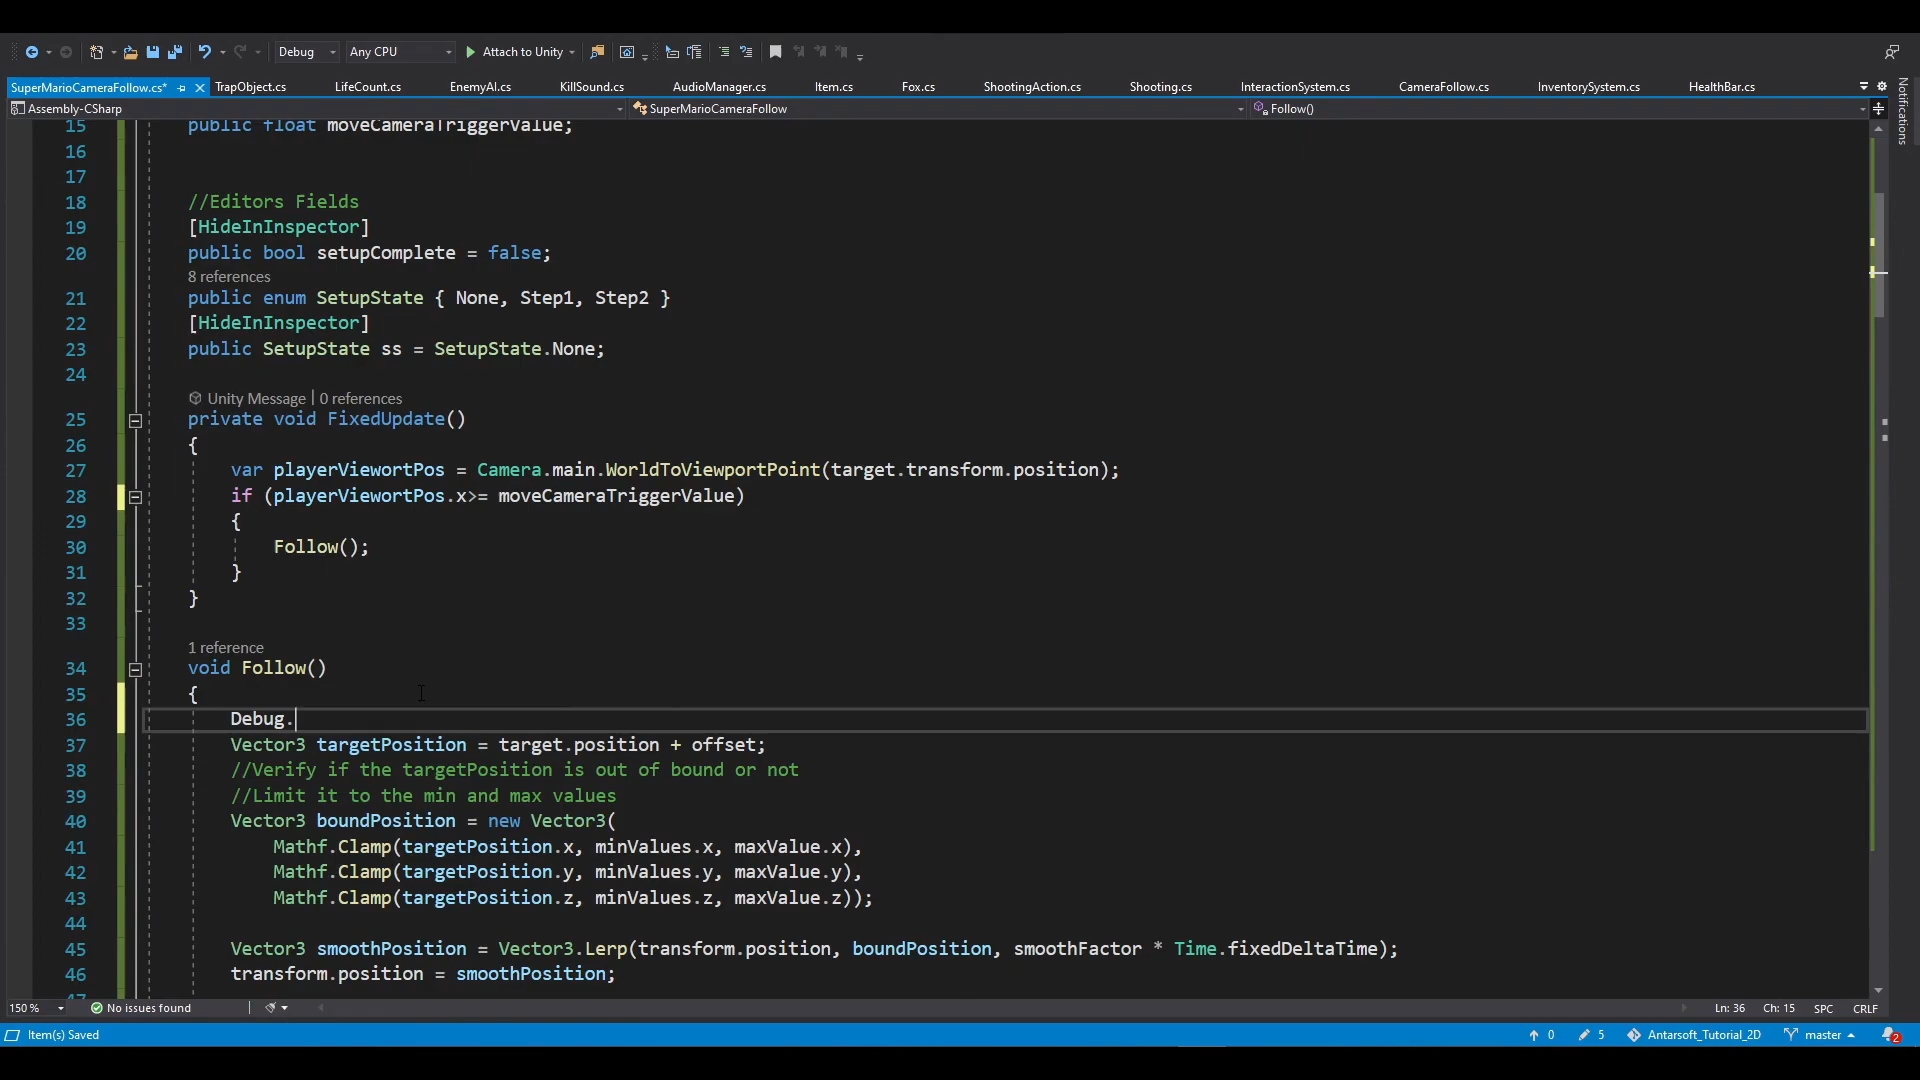 Debug Any CPU Attach to Unity
SuperMarioCameraFollow.cs* TrapObject.cs LifeCount.cs EnemyAI.cs KillSound.cs AudioManager.cs Item.cs Fox.cs ShootingAction.cs Shooting.cs InteractionSystem.cs CameraFollow.cs InventorySystem.cs HealthBar.cs
Assembly-CSharp SuperMarioCameraFollow Follow()
Notifications
15 public float moveCameraTriggerValue;
16
17
18 //Editors Fields
19 [HideInInspector]
20 public bool setupComplete = false;
8 references
21 public enum SetupState { None, Step1, Step2 }
22 [HideInInspector]
23 public SetupState ss = SetupState.None;
24
Unity Message | 0 references
25 private void FixedUpdate()
26 {
27 var playerViewortPos = Camera.main.WorldToViewportPoint(target.transform.position);
28 if (playerViewortPos.x>= moveCameraTriggerValue)
29 {
30 Follow();
31 }
32 }
33
1 reference
34 void Follow()
35 {
36 Debug.
37 Vector3 targetPosition = target.position + offset;
38 //Verify if the targetPosition is out of bound or not
39 //Limit it to the min and max values
40 Vector3 boundPosition = new Vector3(
41 Mathf.Clamp(targetPosition.x, minValues.x, maxValue.x),
42 Mathf.Clamp(targetPosition.y, minValues.y, maxValue.y),
43 Mathf.Clamp(targetPosition.z, minValues.z, maxValue.z));
44
45 Vector3 smoothPosition = Vector3.Lerp(transform.position, boundPosition, smoothFactor * Time.fixedDeltaTime);
46 transform.position = smoothPosition;
47
150 % No issues found Ln: 36 Ch: 15 SPC CRLF
Item(s) Saved 0 5 Antarsoft_Tutorial_2D master 2